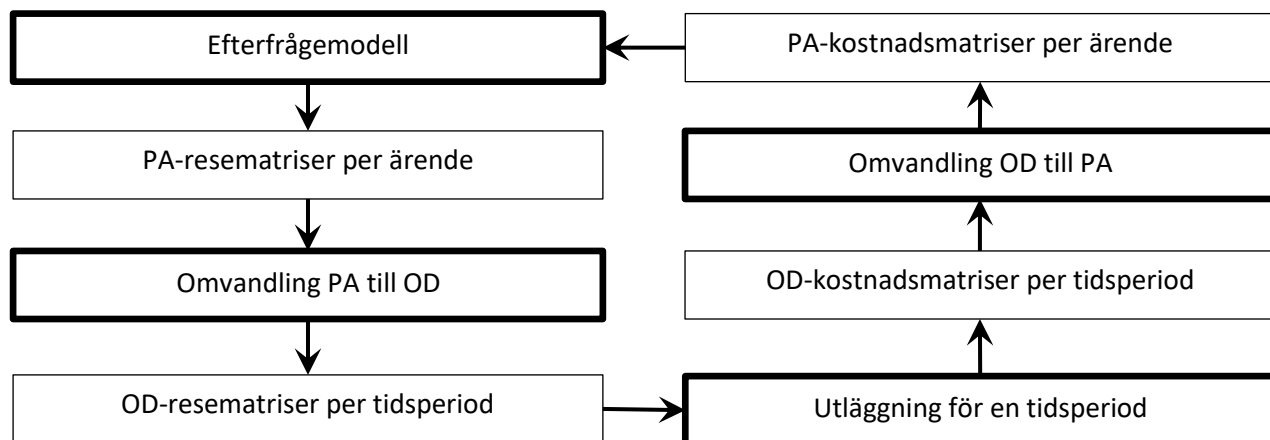 Efterfrågemodell
PA-kostnadsmatriser per ärende
PA-resematriser per ärende
Omvandling OD till PA
Omvandling PA till OD
OD-kostnadsmatriser per tidsperiod
OD-resematriser per tidsperiod
Utläggning för en tidsperiod